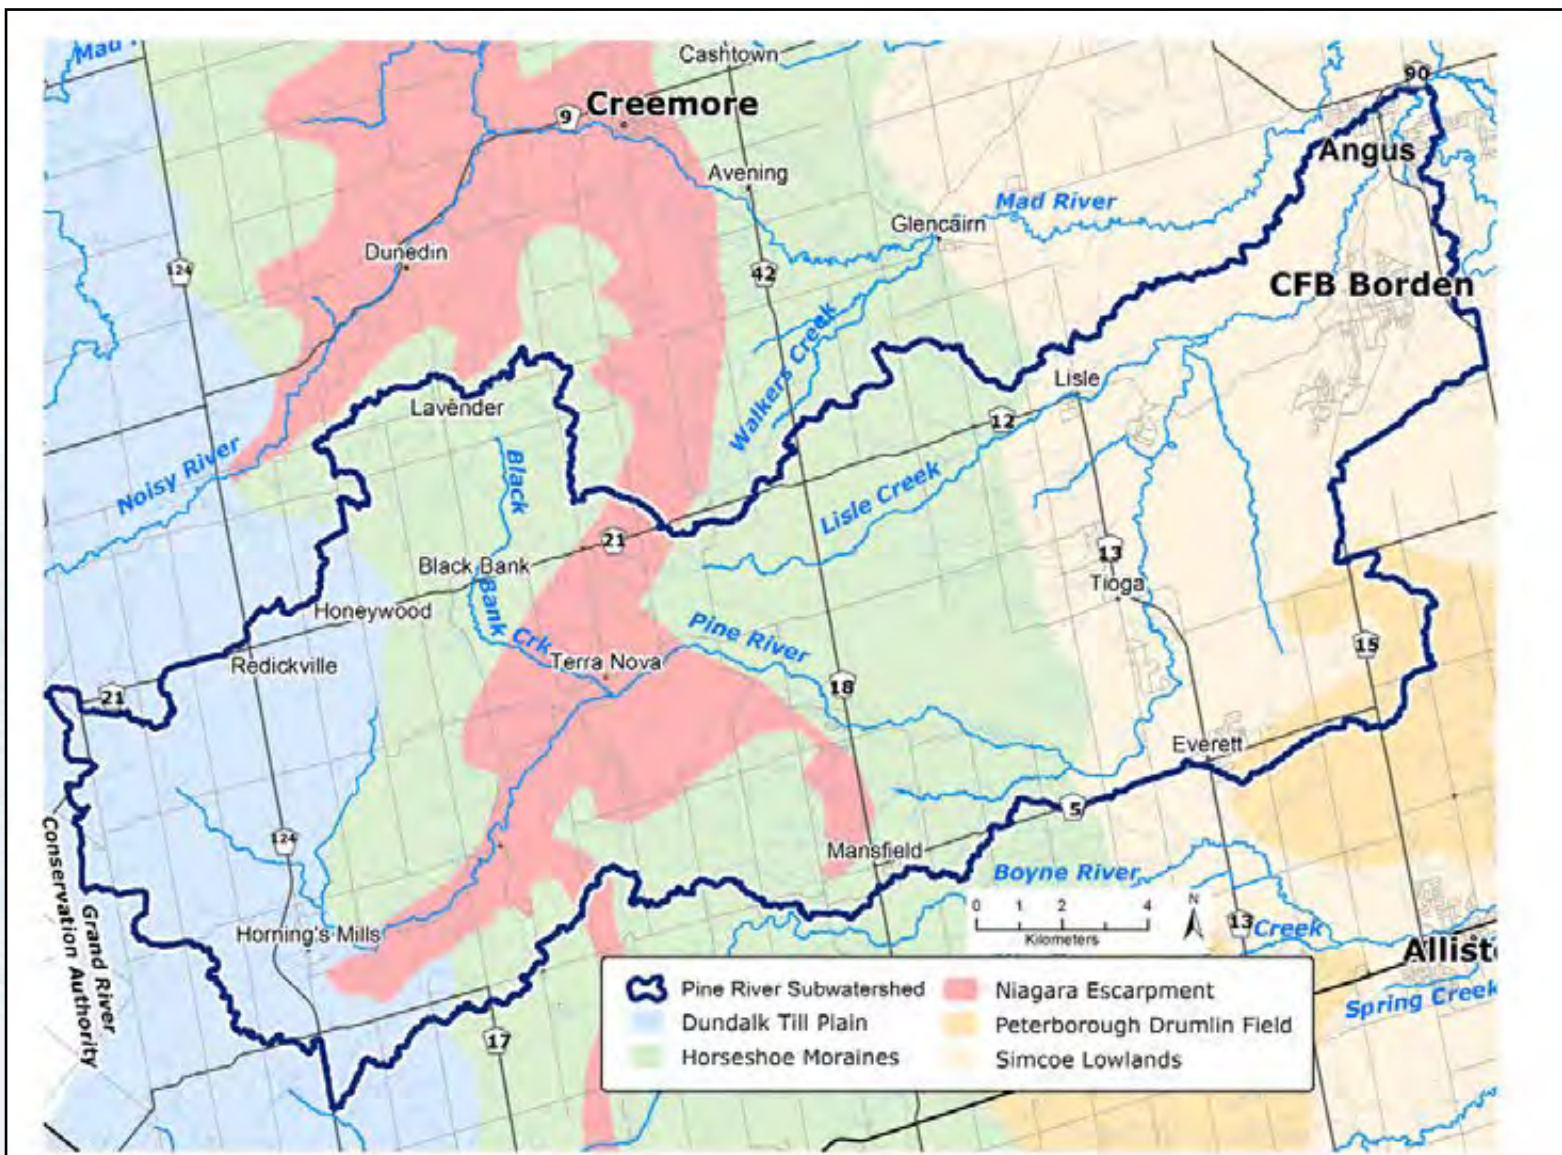 Mad
Cashtown
90
9
Creemore
Angus
Avening
Mad River
Glencairn
Dunedin
124
42
CFB Borden
Walkers Creek
Lavender
Lisle
12
Noisy River
Black
Lisle Creek
21
13
Black Bank
Tioga
Bank
Honeywood
Crk
Pine River
15
Redickville
Terra Nova
21
18
Everett
124
5
Mansfield
Boyne River
Grand River
Conservation Authority
Horning's Mills
0 1 2 4
Kilometers
N
13
Creek
Allist
Spring Creek
17
Pine River Subwatershed
Dundalk Till Plain
Horseshoe Moraines
Niagara Escarpment
Peterborough Drumlin Field
Simcoe Lowlands